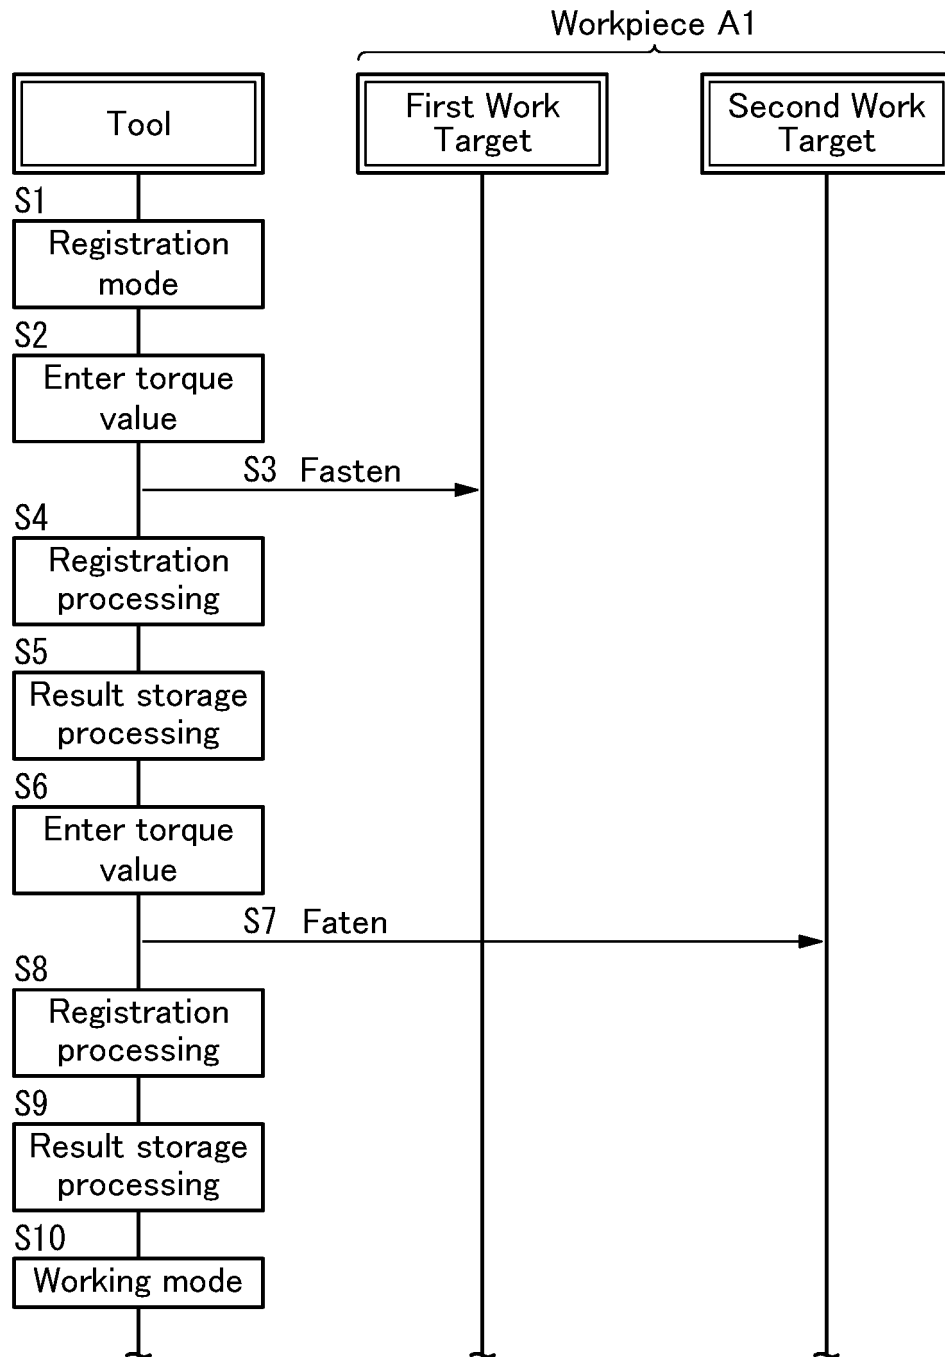 Workpiece A1
Tool
First Work
Target
Second Work
Target
S1
Registration
mode
S2
Enter torque
value
S3 Fasten
S4
Registration
processing
S5
Result storage
processing
S6
Enter torque
value
S7 Faten
S8
Registration
processing
S9
Result storage
processing
S10
Working mode